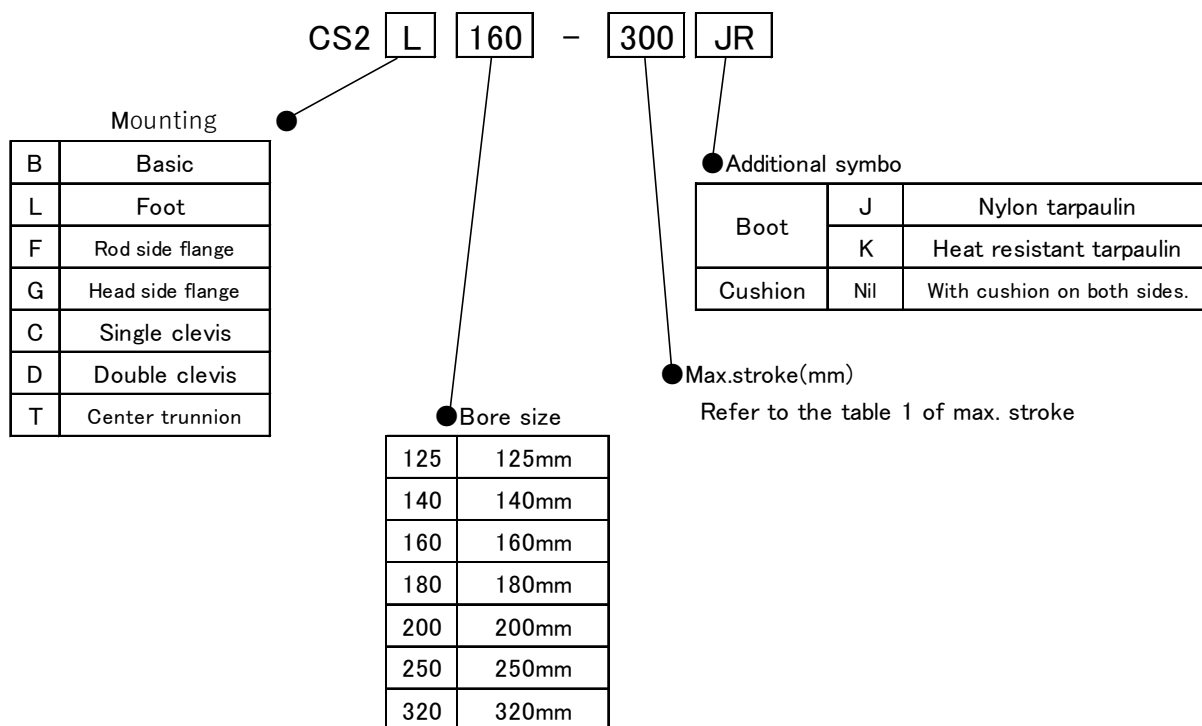 CS2 L 160 - 300 JR
Mounting
B Basic
L Foot
F Rod side flange
G Head side flange
C Single clevis
D Double clevis
T Center trunnion
Additional symbo
Boot J Nylon tarpaulin
K Heat resistant tarpaulin
Cushion Nil With cushion on both sides.
Max.stroke(mm)
Refer to the table 1 of max. stroke
Bore size
125 125mm
140 140mm
160 160mm
180 180mm
200 200mm
250 250mm
320 320mm